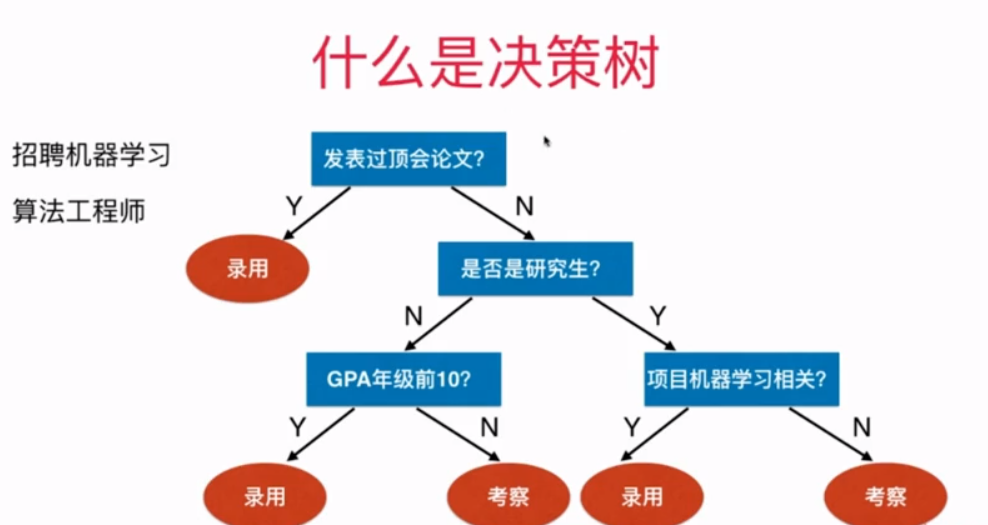 什么是决策树
招聘机器学习
算法工程师
发表过顶会论文?
Y
N
录用
是否是研究生?
N
Y
GPA年级前10?
项目机器学习相关?
Y
N
Y
N
录用
考察
录用
考察